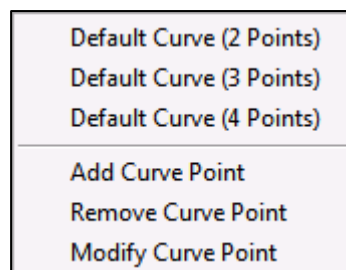 Default Curve (2 Points)
Default Curve (3 Points)
Default Curve (4 Points)
Add Curve Point
Remove Curve Point
Modify Curve Point